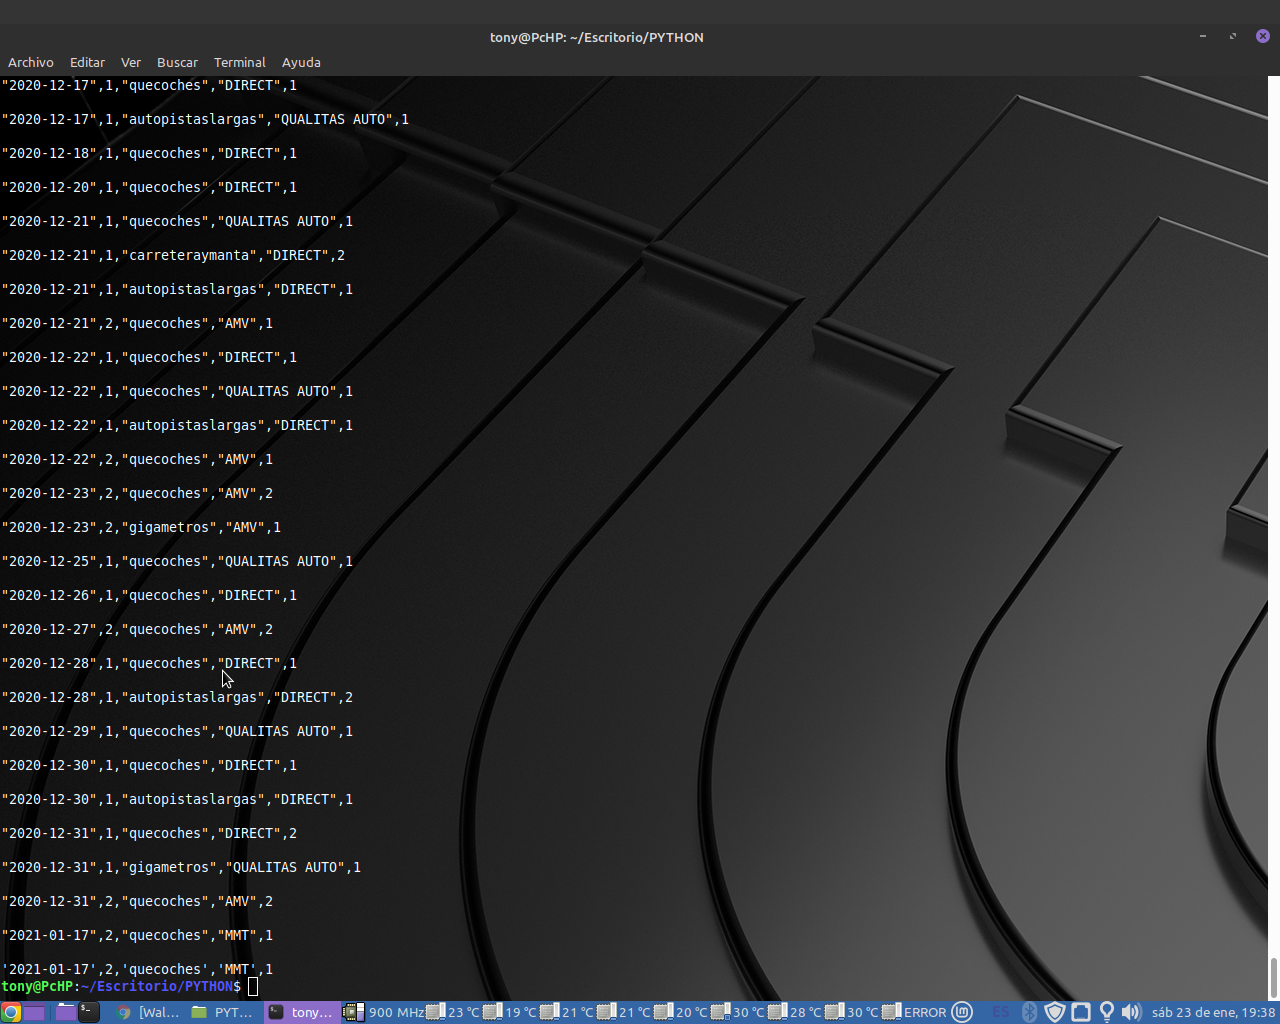 tony@PcHP: ~/Escritorio/PYTHON
Archivo Editar Ver Buscar Terminal Ayuda
"2020-12-17",1,"quecoches","DIRECT",1
"2020-12-17",1,"autopistaslargas","QUALITAS AUTO",1
"2020-12-18",1,"quecoches","DIRECT",1
"2020-12-20",1,"quecoches","DIRECT",1
"2020-12-21",1,"quecoches","QUALITAS AUTO",1
"2020-12-21",1,"carreteraymanta","DIRECT",2
"2020-12-21",1,"autopistaslargas","DIRECT",1
"2020-12-21",2,"quecoches","AMV",1
"2020-12-22",1,"quecoches","DIRECT",1
"2020-12-22",1,"quecoches","QUALITAS AUTO",1
"2020-12-22",1,"autopistaslargas","DIRECT",1
"2020-12-22",2,"quecoches","AMV",1
"2020-12-23",2,"quecoches","AMV",2
"2020-12-23",2,"gigametros","AMV",1
"2020-12-25",1,"quecoches","QUALITAS AUTO",1
"2020-12-26",1,"quecoches","DIRECT",1
"2020-12-27",2,"quecoches","AMV",2
"2020-12-28",1,"quecoches","DIRECT",1
"2020-12-28",1,"autopistaslargas","DIRECT",2
"2020-12-29",1,"quecoches","QUALITAS AUTO",1
"2020-12-30",1,"quecoches","DIRECT",1
"2020-12-30",1,"autopistaslargas","DIRECT",1
"2020-12-31",1,"quecoches","DIRECT",2
"2020-12-31",1,"gigametros","QUALITAS AUTO",1
"2020-12-31",2,"quecoches","AMV",2
"2021-01-17",2,"quecoches","MMT",1
'2021-01-17',2,'quecoches','MMT',1
tony@PcHP:~/Escritorio/PYTHON$
[Wal... PYT... tony... 900 MHz 23 °C 19 °C 21 °C 21 °C 20 °C 30 °C 28 °C 30 °C ERROR ES sáb 23 de ene, 19:38